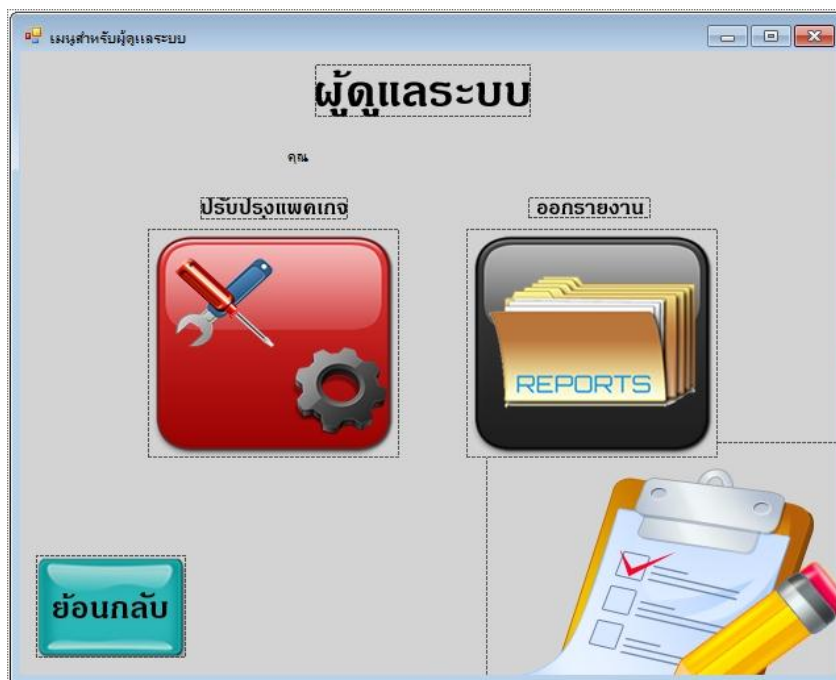 เมนูสำหรับผู้ดูแลระบบ
ผู้ดูแลระบบ
คุณ
ปรับปรุงแพคเกจ
ออกรายงาน
REPORTS
ย้อนกลับ